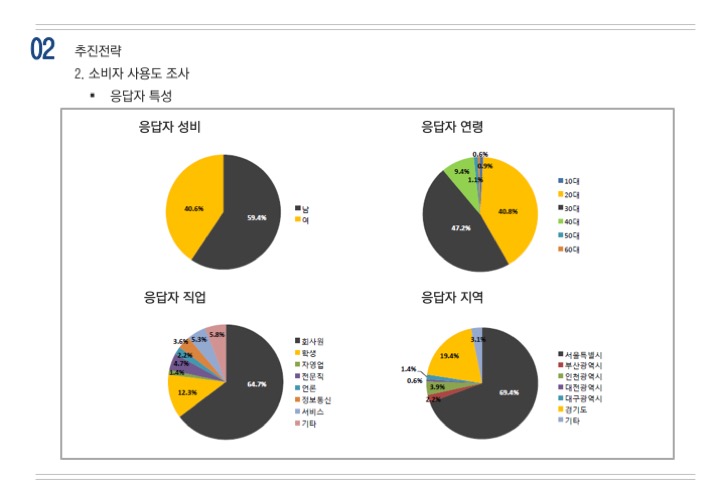 02
추진전략
2. 소비자 사용도 조사
▪ 응답자 특성
응답자 성비
40.6%
59.4%
남
여
응답자 연령
0.6%
0.9%
9.4%
1.1%
40.8%
47.2%
10대
20대
30대
40대
50대
60대
응답자 직업
5.8%
5.3%
3.6%
2.2%
4.7%
1.4%
12.3%
64.7%
회사원
학생
자영업
전문직
언론
정보통신
서비스
기타
응답자 지역
3.1%
19.4%
1.4%
0.6%
3.9%
2.2%
69.4%
서울특별시
부산광역시
인천광역시
대전광역시
대구광역시
경기도
기타